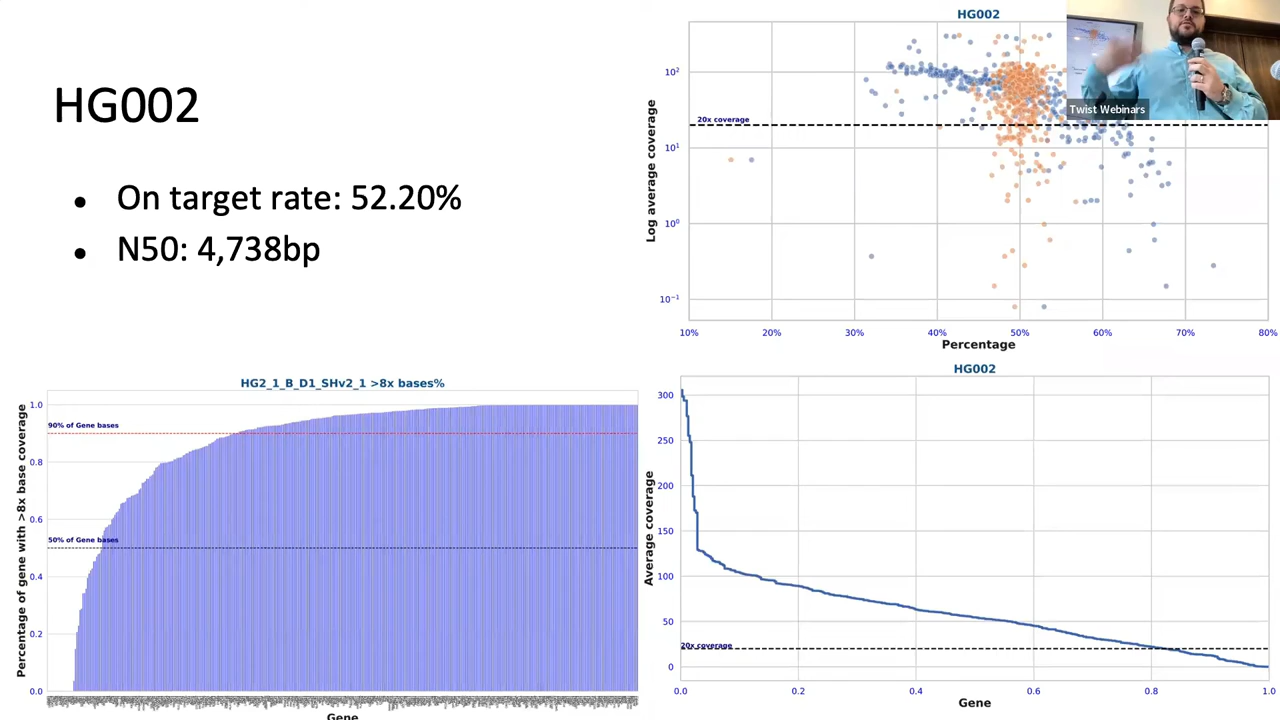 HG002
• On target rate: 52.20%
• N50: 4,738bp
HG002
Log average coverage
10²
10¹
10⁰
10⁻¹
20x coverage
10% 20% 30% 40% 50% 60% 70% 80%
Percentage
Twist Webinars
HG2_1_B_D1_SHv2_1 >8x bases%
Percentage of gene with >8x base coverage
1.0
90% of Gene bases
0.8
0.6
50% of Gene bases
0.4
0.2
0.0
Gene
HG002
Average coverage
300
250
200
150
100
50
20x coverage
0
0.0 0.2 0.4 0.6 0.8 1.0
Gene